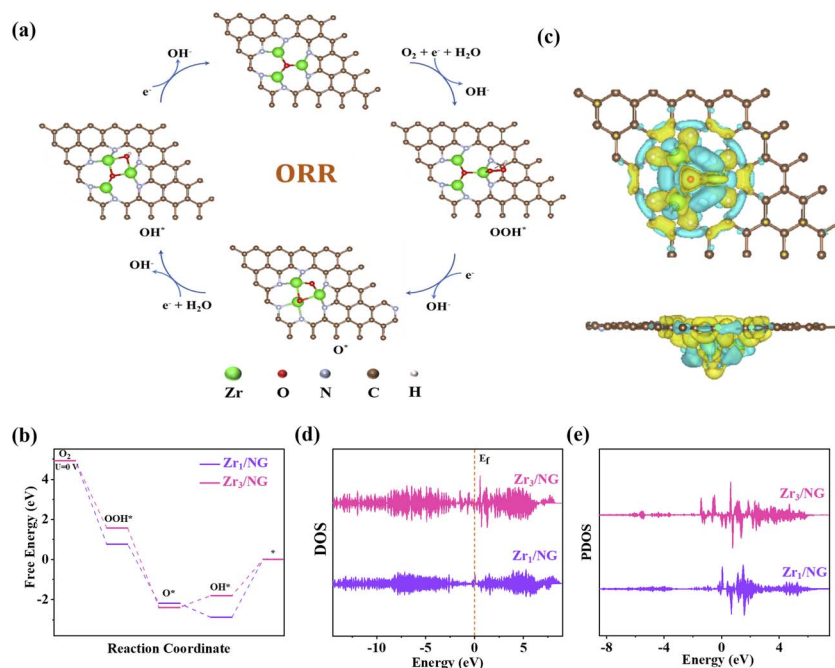 (a)
OH⁻
e⁻
O₂ + e⁻ + H₂O
OH⁻
ORR
OH*
OOH*
OH⁻
e⁻ + H₂O
e⁻
OH⁻
O*
Zr O N C H
(b)
O₂
U=0 V
Zr₁/NG
Zr₃/NG
OOH*
O*
OH*
*
4
2
0
-2
Free Energy (eV)
Reaction Coordinate
(c)
(d)
E_f
Zr₃/NG
Zr₁/NG
DOS
-10 -5 0 5
Energy (eV)
(e)
Zr₃/NG
Zr₁/NG
PDOS
-8 -4 0 4
Energy (eV)